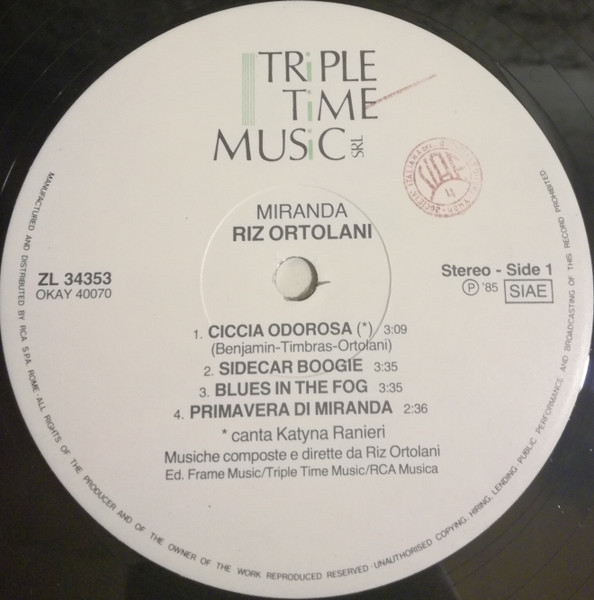 TRiPLE
TiME
MUSiC SRL
MIRANDA
RIZ ORTOLANI
ZL 34353
OKAY 40070
Stereo - Side 1
Ⓟ '85 SIAE
1. CICCIA ODOROSA (*) 3:09
(Benjamin-Timbras-Ortolani)
2. SIDECAR BOOGIE 3:35
3. BLUES IN THE FOG 3:35
4. PRIMAVERA DI MIRANDA 2:36
* canta Katyna Ranieri
Musiche composte e dirette da Riz Ortolani
Ed. Frame Music/Triple Time Music/RCA Musica
MANUFACTURED AND DISTRIBUTED BY RCA S.P.A. ROME · ALL RIGHTS OF THE PRODUCER AND OF THE OWNER OF THE WORK REPRODUCED RESERVED · UNAUTHORISED COPYING, HIRING, LENDING, PUBLIC PERFORMANCE AND BROADCASTING OF THIS RECORD PROHIBITED